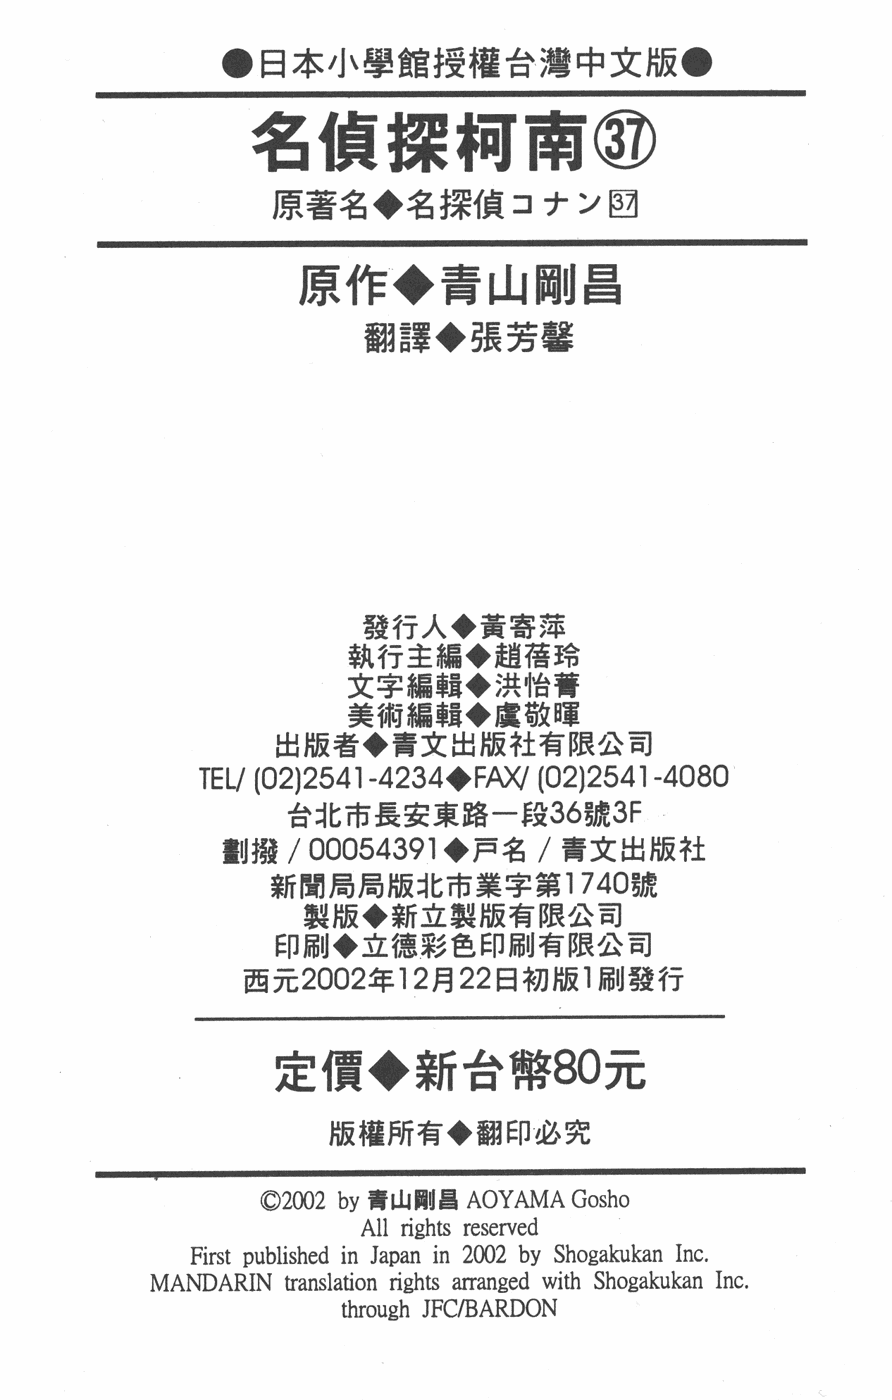 ●日本小學館授權台灣中文版●
名偵探柯南㊲
原著名◆名探偵コナン37
原作◆青山剛昌
翻譯◆張芳馨
發行人◆黃寄萍
執行主編◆趙蓓玲
文字編輯◆洪怡菁
美術編輯◆虞敬暉
出版者◆青文出版社有限公司
TEL/ (02)2541-4234◆FAX/ (02)2541-4080
台北市長安東路一段36號3F
劃撥 / 00054391◆戸名 / 青文出版社
新聞局局版北市業字第1740號
製版◆新立製版有限公司
印刷◆立德彩色印刷有限公司
西元2002年12月22日初版1刷發行
定價◆新台幣80元
版權所有◆翻印必究
©2002 by 青山剛昌 AOYAMA Gosho
All rights reserved
First published in Japan in 2002 by Shogakukan Inc.
MANDARIN translation rights arranged with Shogakukan Inc.
through JFC/BARDON